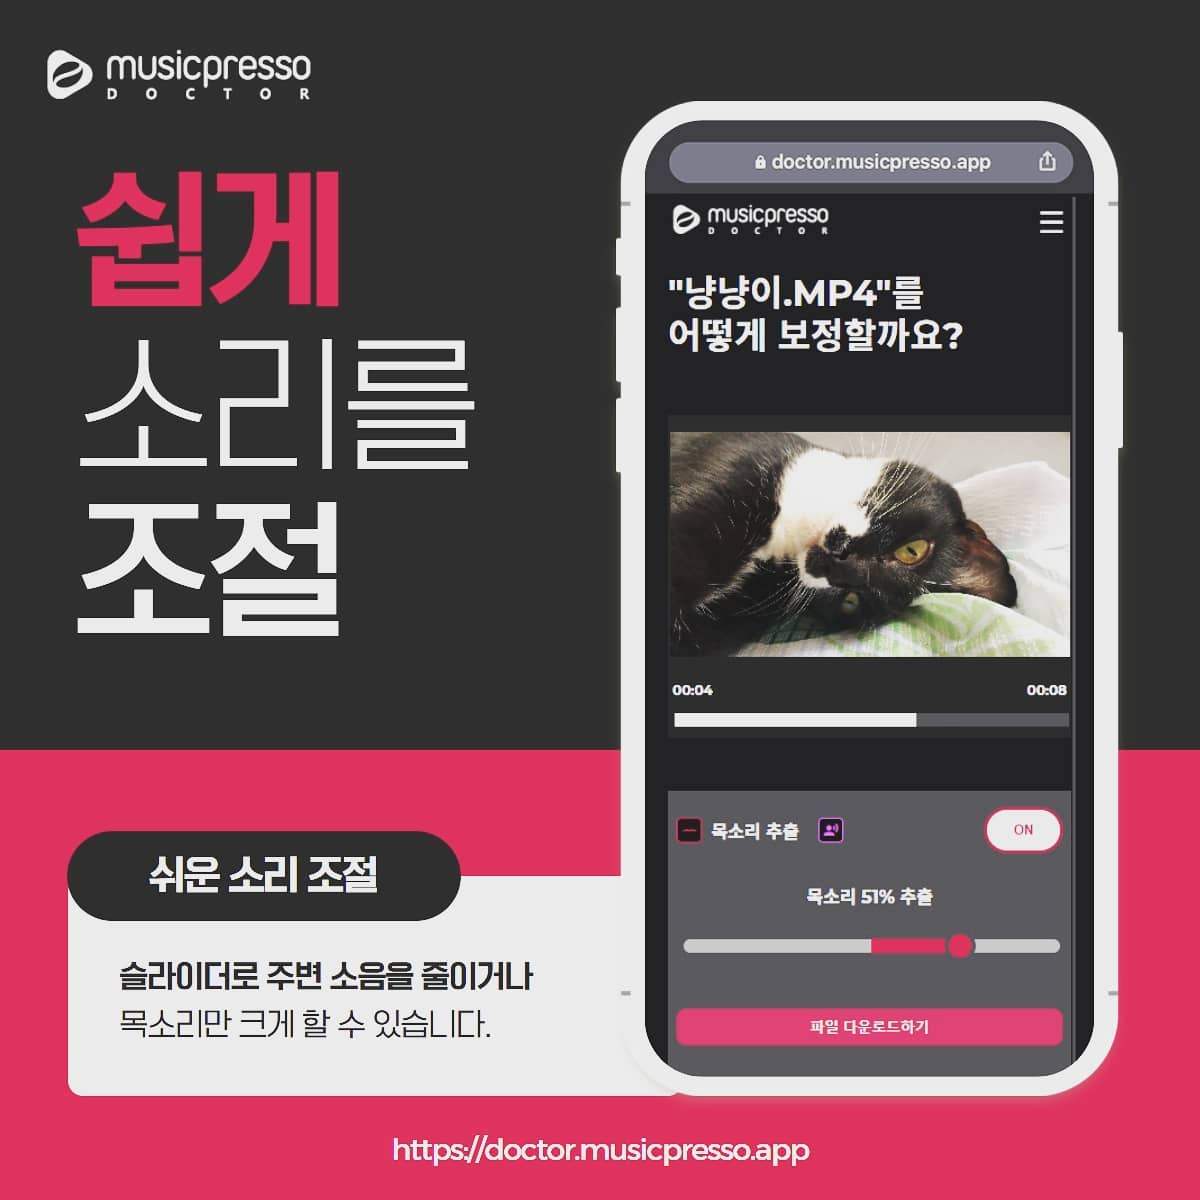 musicpresso
DOCTOR
쉽게
소리를
조절
doctor.musicpresso.app
musicpresso
DOCTOR
"냥냥이.MP4"를
어떻게 보정할까요?
00:04 00:08
목소리 추출 ON
목소리 51% 추출
파일 다운로드하기
쉬운 소리 조절
슬라이더로 주변 소음을 줄이거나
목소리만 크게 할 수 있습니다.
https://doctor.musicpresso.app